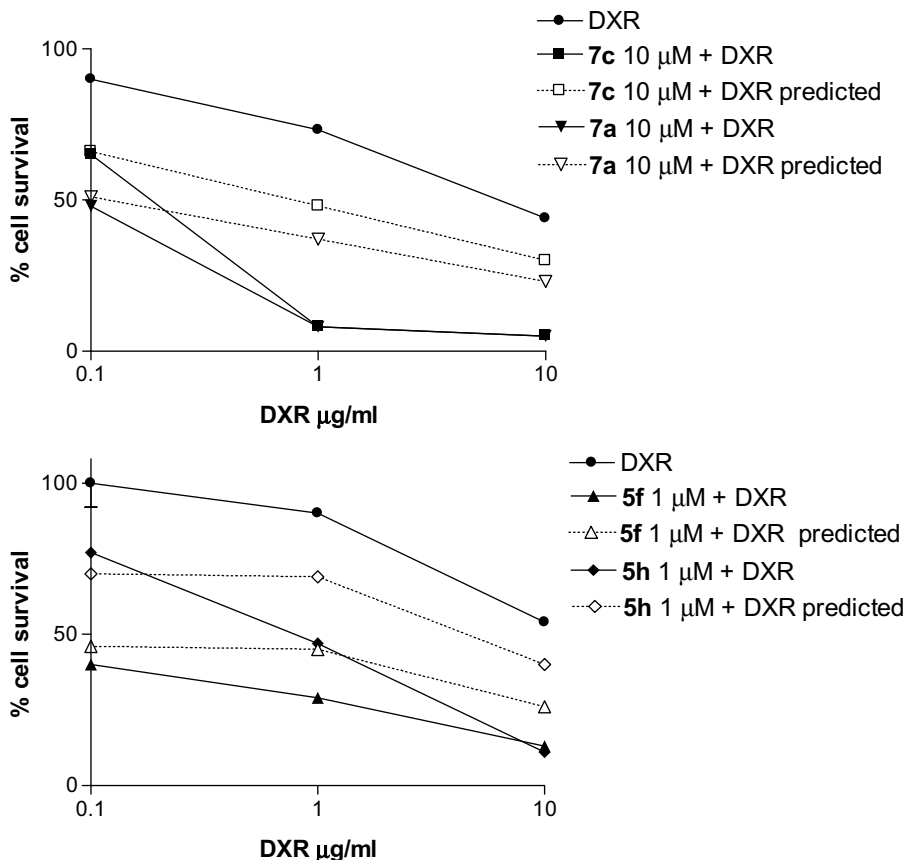 DXR
7c 10 μM + DXR
7c 10 μM + DXR predicted
7a 10 μM + DXR
7a 10 μM + DXR predicted
100
50
0
% cell survival
0.1 1 10
DXR μg/ml
DXR
5f 1 μM + DXR
5f 1 μM + DXR predicted
5h 1 μM + DXR
5h 1 μM + DXR predicted
100
50
0
% cell survival
0.1 1 10
DXR μg/ml